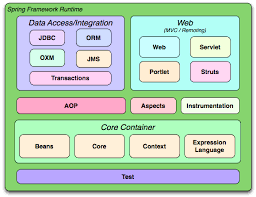 Spring Framework Runtime
Data Access/Integration
JDBC
ORM
OXM
JMS
Transactions
Web
(MVC / Remoting)
Web
Servlet
Portlet
Struts
AOP
Aspects
Instrumentation
Core Container
Beans
Core
Context
Expression
Language
Test